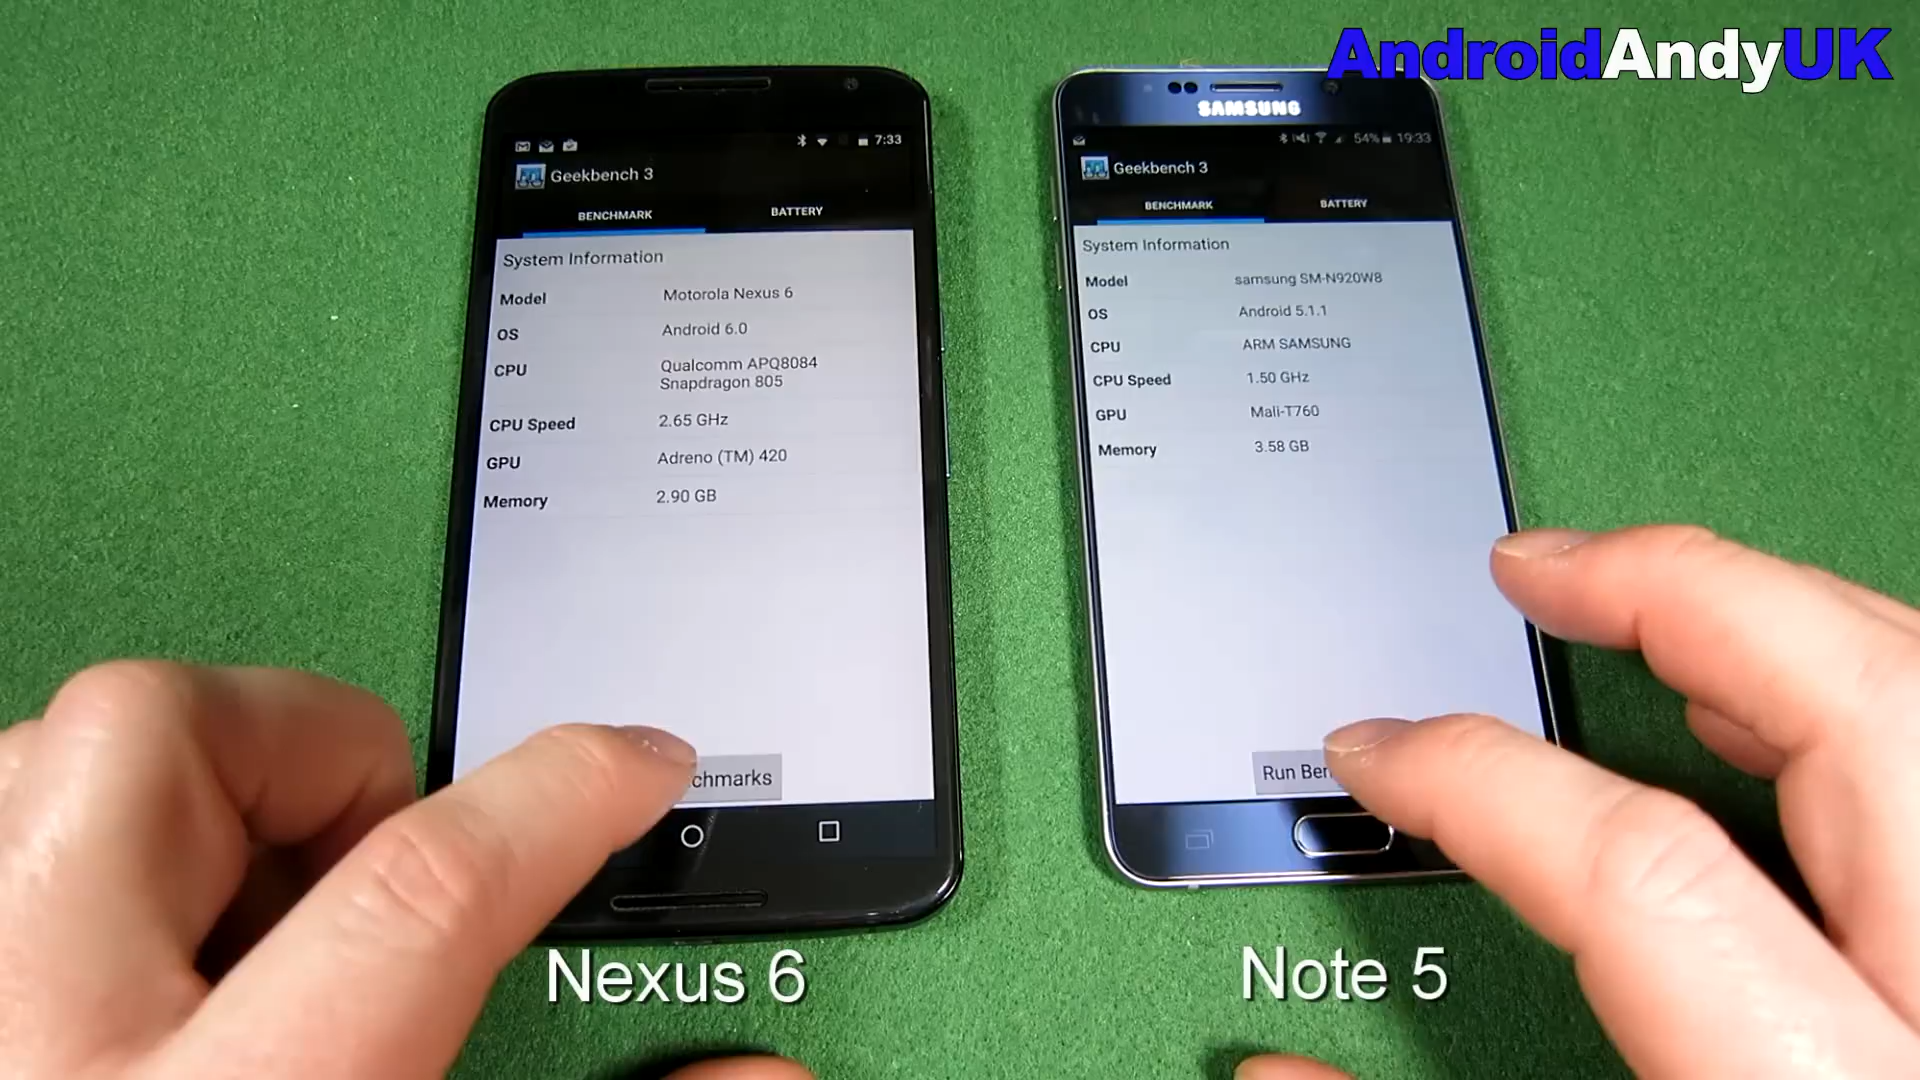 AndroidAndyUK
7:33
Geekbench 3
BENCHMARK
BATTERY
System Information
Model
Motorola Nexus 6
OS
Android 6.0
CPU
Qualcomm APQ8084
Snapdragon 805
CPU Speed
2.65 GHz
GPU
Adreno (TM) 420
Memory
2.90 GB
chmarks
Nexus 6
SAMSUNG
54% 19:33
Geekbench 3
BENCHMARK
BATTERY
System Information
Model
samsung SM-N920W8
OS
Android 5.1.1
CPU
ARM SAMSUNG
CPU Speed
1.50 GHz
GPU
Mali-T760
Memory
3.58 GB
Run Ben
Note 5